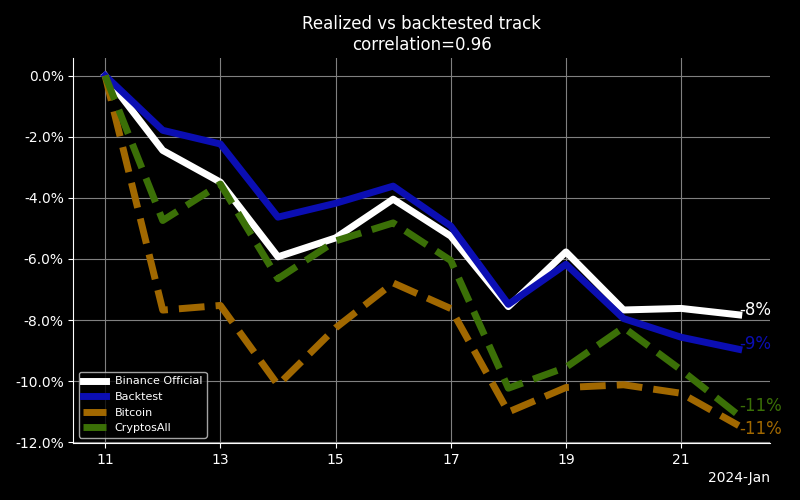 Realized vs backtested track
correlation=0.96
0.0%
-2.0%
-4.0%
-6.0%
-8.0%
-10.0%
-12.0%
-8%
-9%
-11%
-11%
Binance Official
Backtest
Bitcoin
CryptosAll
11 13 15 17 19 21
2024-Jan